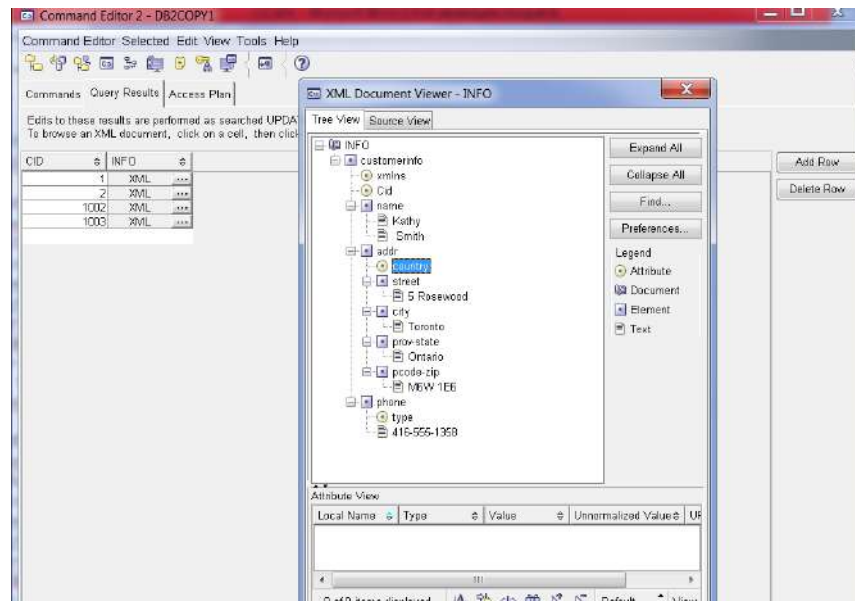 Command Editor 2 - DB2COPY1
Command Editor Selected Edit View Tools Help
Commands Query Results Access Plan
Edits to these results are performed as searched UPDA
To browse an XML document, click on a cell, then click
CID INFO
1 XML ...
2 XML ...
1002 XML ...
1003 XML ...
Add Row
Delete Row
XML Document Viewer - INFO
Tree View Source View
INFO
customerinfo
xmlns
Cid
name
Kathy
Smith
addr
country
street
5 Rosewood
city
Toronto
prov-state
Ontario
pcode-zip
M6W 1E6
phone
type
416-555-1358
Expand All
Collapse All
Find...
Preferences...
Legend
Attribute
Document
Element
Text
Attribute View
Local Name Type Value Unnormalized Value
items displayed Default View